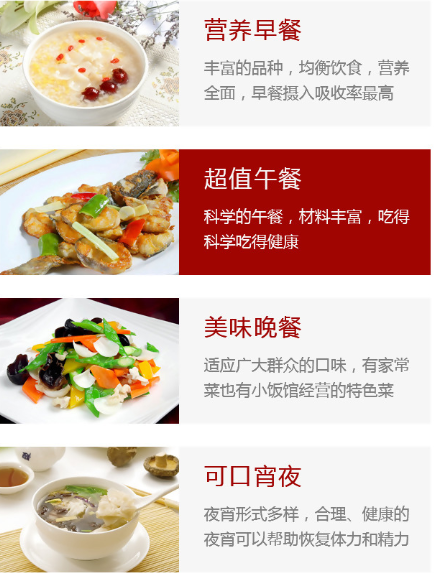 营养早餐
丰富的品种，均衡饮食，营养
全面，早餐摄入吸收率最高
超值午餐
科学的午餐，材料丰富，吃得
科学吃得健康
美味晚餐
适应广大群众的口味，有家常
菜也有小饭馆经营的特色菜
可口宵夜
夜宵形式多样，合理、健康的
夜宵可以帮助恢复体力和精力